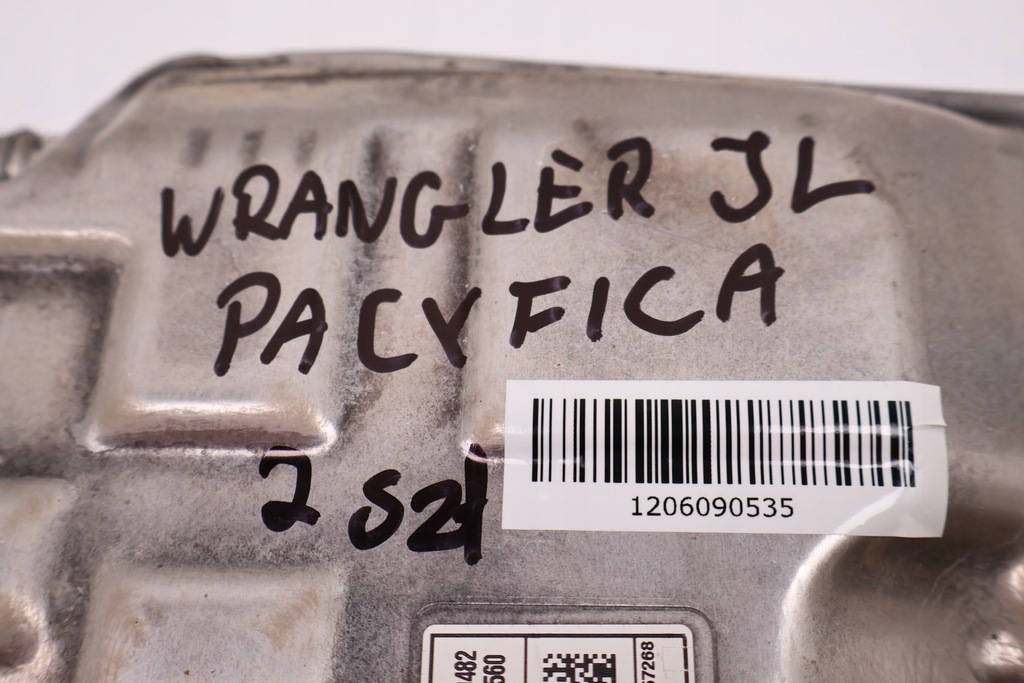 WRANGLER JL
PACYFICA
2 szt
1206090535